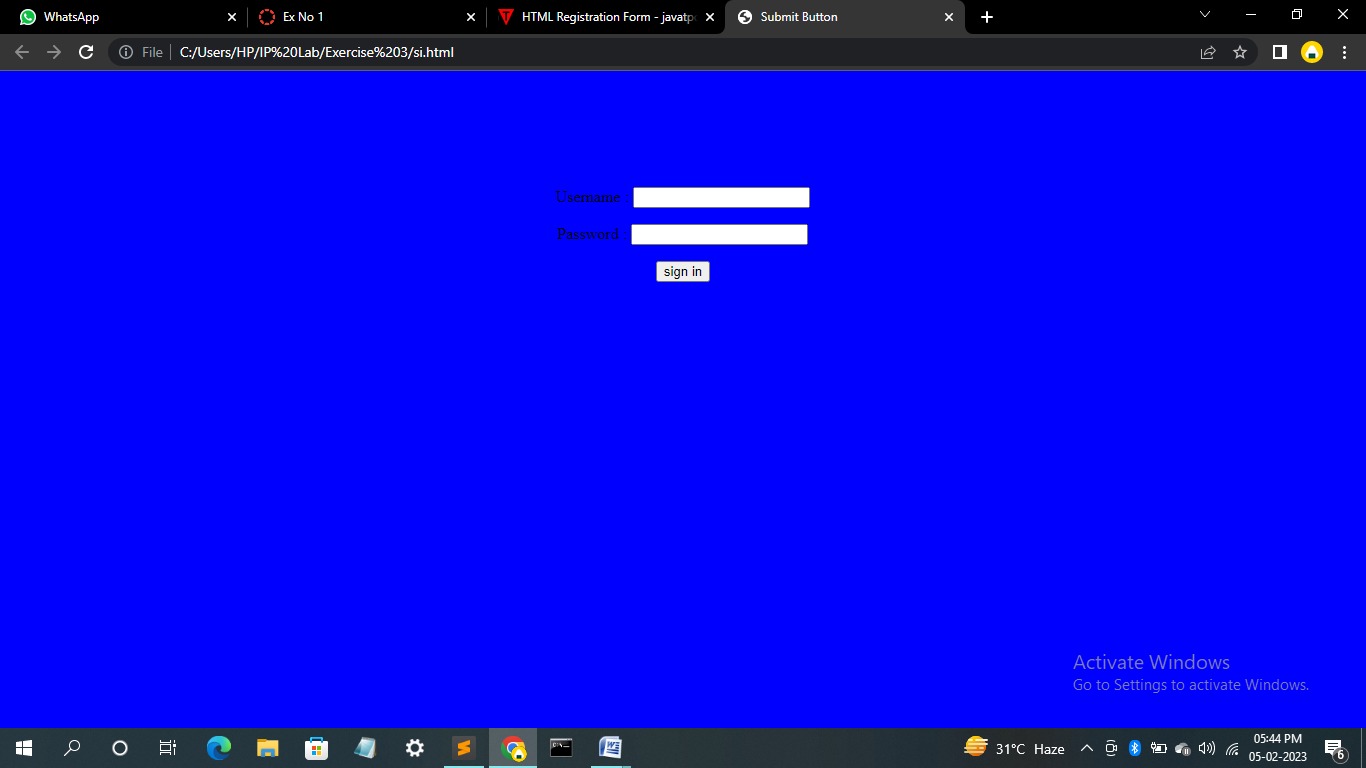 WhatsApp
Ex No 1
HTML Registration Form - javatp
Submit Button
File
C:/Users/HP/IP%20Lab/Exercise%203/si.html
Username :
Password :
sign in
Activate Windows
Go to Settings to activate Windows.
31°C Haze
05:44 PM
05-02-2023
6